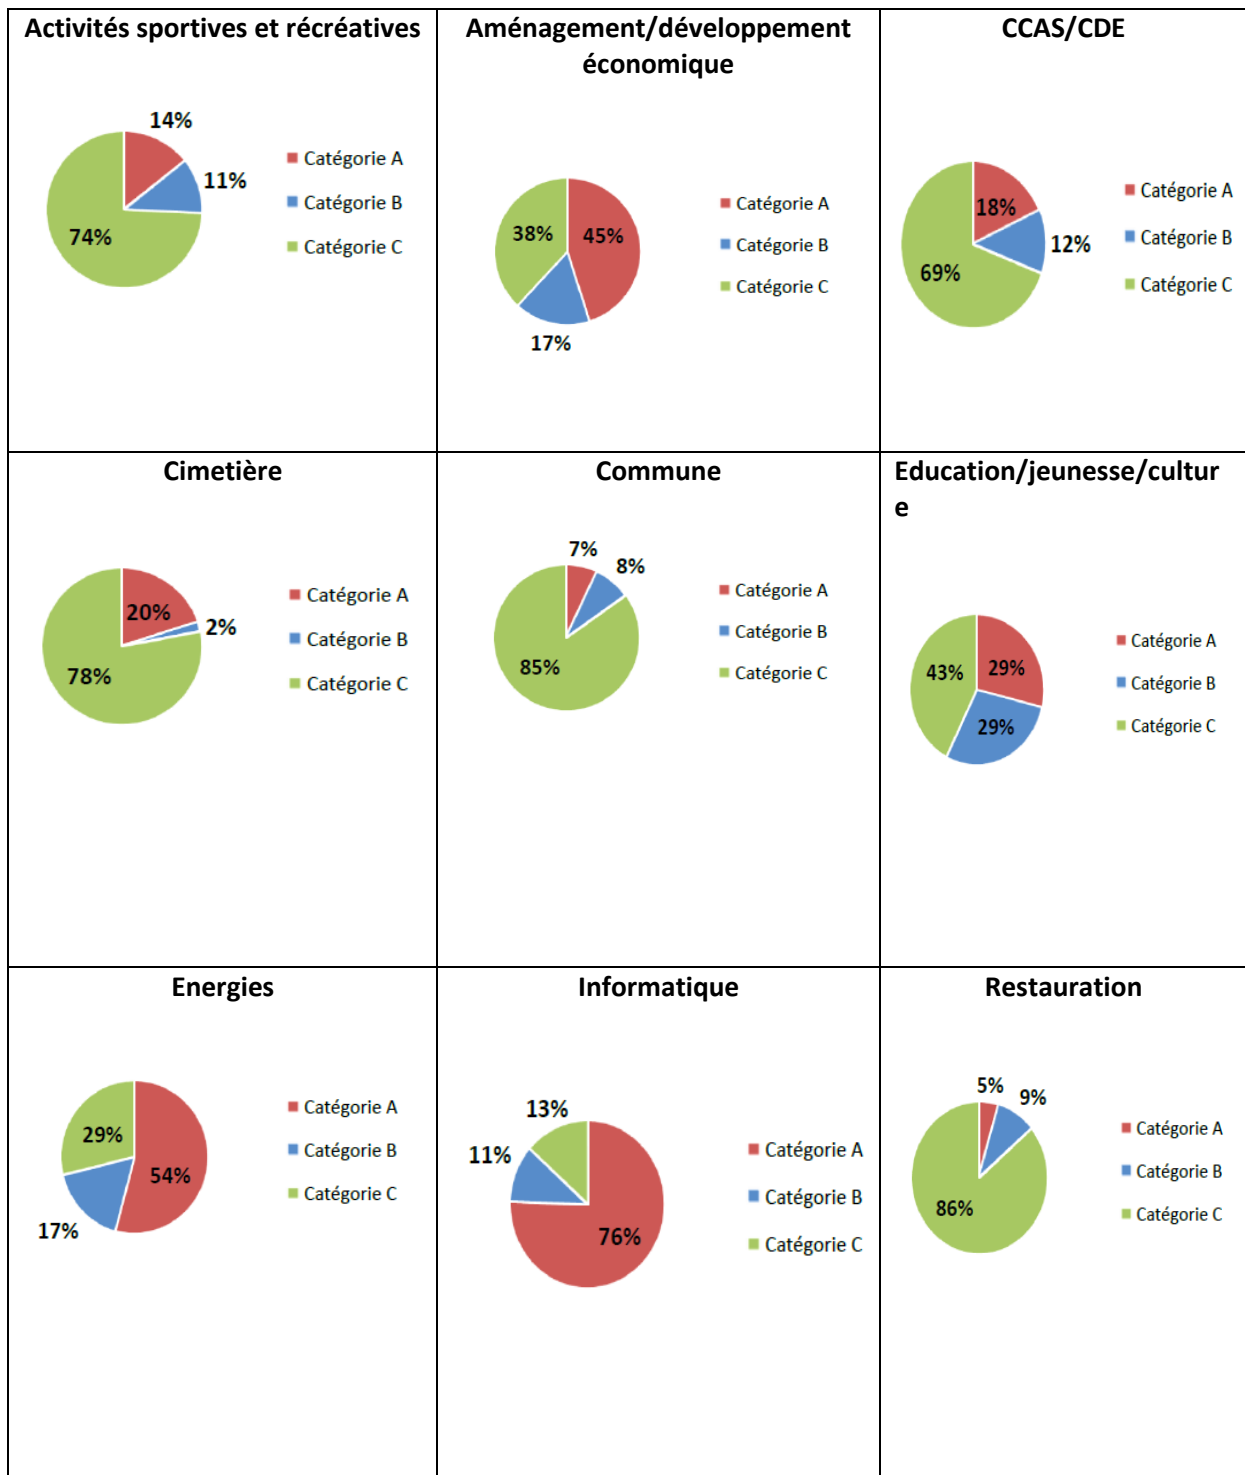 Activités sportives et récréatives
14%
11%
74%
Catégorie A
Catégorie B
Catégorie C
Aménagement/développement
économique
38%
45%
17%
Catégorie A
Catégorie B
Catégorie C
CCAS/CDE
18%
12%
69%
Catégorie A
Catégorie B
Catégorie C
Cimetière
20%
2%
78%
Catégorie A
Catégorie B
Catégorie C
Commune
7%
8%
85%
Catégorie A
Catégorie B
Catégorie C
Education/jeunesse/cultur
e
43%
29%
29%
Catégorie A
Catégorie B
Catégorie C
Energies
29%
54%
17%
Catégorie A
Catégorie B
Catégorie C
Informatique
13%
11%
76%
Catégorie A
Catégorie B
Catégorie C
Restauration
5%
9%
86%
Catégorie A
Catégorie B
Catégorie C